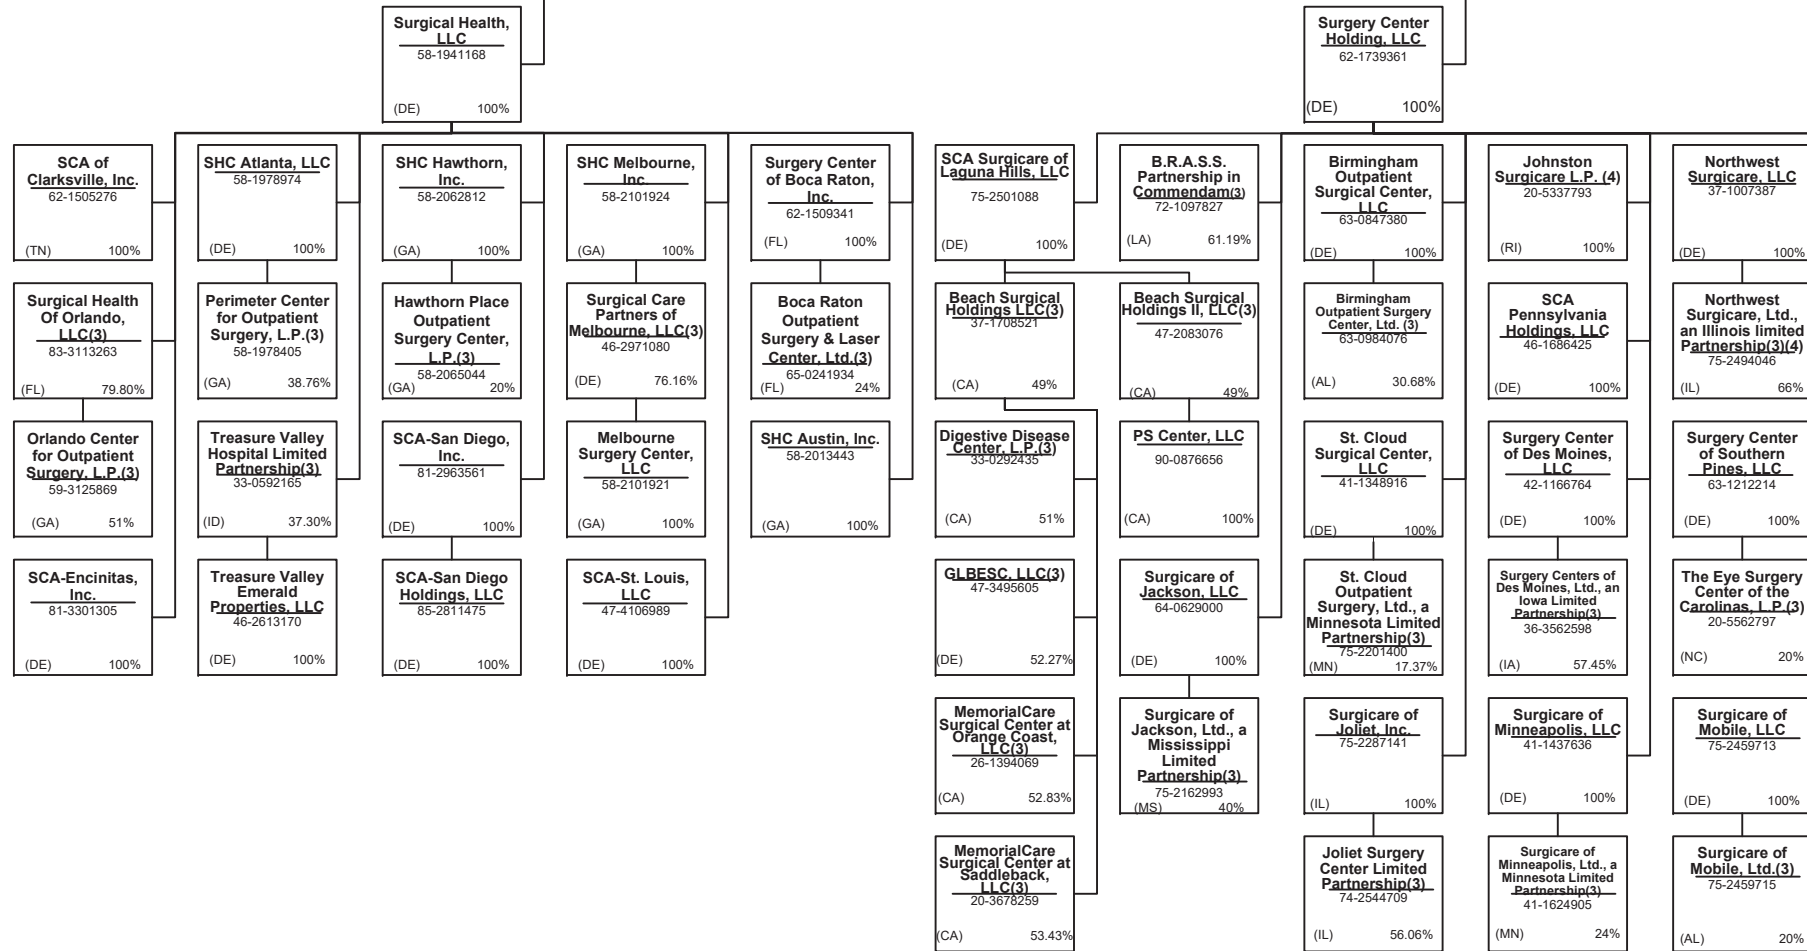 Surgical Health,
LLC
58-1941168
(DE) 100%
Surgery Center
Holding, LLC
62-1739361
(DE) 100%
SCA of
Clarksville, Inc.
62-1505276
(TN) 100%
SHC Atlanta, LLC
58-1978974
(DE) 100%
SHC Hawthorn,
Inc.
58-2062812
(GA) 100%
SHC Melbourne,
Inc.
58-2101924
(GA) 100%
Surgery Center
of Boca Raton,
Inc.
62-1509341
(FL) 100%
SCA Surgicare of
Laguna Hills, LLC
75-2501088
(DE) 100%
B.R.A.S.S.
Partnership in
Commendam(3)
72-1097827
(LA) 61.19%
Birmingham
Outpatient
Surgical Center,
LLC
63-0847380
(DE) 100%
Johnston
Surgicare L.P. (4)
20-5337793
(RI) 100%
Northwest
Surgicare, LLC
37-1007387
(DE) 100%
Surgical Health
Of Orlando,
LLC(3)
83-3113263
(FL) 79.80%
Perimeter Center
for Outpatient
Surgery, L.P.(3)
58-1978405
(GA) 38.76%
Hawthorn Place
Outpatient
Surgery Center,
L.P.(3)
58-2065044
(GA) 20%
Surgical Care
Partners of
Melbourne, LLC(3)
46-2971080
(DE) 76.16%
Boca Raton
Outpatient
Surgery & Laser
Center, Ltd.(3)
65-0241934
(FL) 24%
Beach Surgical
Holdings LLC(3)
37-1708521
(CA) 49%
Beach Surgical
Holdings II, LLC(3)
47-2083076
(CA) 49%
Birmingham
Outpatient Surgery
Center, Ltd. (3)
63-0984076
(AL) 30.68%
SCA
Pennsylvania
Holdings, LLC
46-1686425
(DE) 100%
Northwest
Surgicare, Ltd.,
an Illinois limited
Partnership(3)(4)
75-2494046
(IL) 66%
Orlando Center
for Outpatient
Surgery, L.P.(3)
59-3125869
(GA) 51%
Treasure Valley
Hospital Limited
Partnership(3)
33-0592165
(ID) 37.30%
SCA-San Diego,
Inc.
81-2963561
(DE) 100%
Melbourne
Surgery Center,
LLC
58-2101921
(GA) 100%
SHC Austin, Inc.
58-2013443
(GA) 100%
Digestive Disease
Center, L.P.(3)
33-0292435
(CA) 51%
PS Center, LLC
90-0876656
(CA) 100%
St. Cloud
Surgical Center,
LLC
41-1348916
(DE) 100%
Surgery Center
of Des Moines,
LLC
42-1166764
(DE) 100%
Surgery Center
of Southern
Pines, LLC
63-1212214
(DE) 100%
SCA-Encinitas,
Inc.
81-3301305
(DE) 100%
Treasure Valley
Emerald
Properties, LLC
46-2613170
(DE) 100%
SCA-San Diego
Holdings, LLC
85-2811475
(DE) 100%
SCA-St. Louis,
LLC
47-4106989
(DE) 100%
GLBESC, LLC(3)
47-3495605
(DE) 52.27%
Surgicare of
Jackson, LLC
64-0629000
(DE) 100%
St. Cloud
Outpatient
Surgery, Ltd., a
Minnesota Limited
Partnership(3)
75-2201400
(MN) 17.37%
Surgery Centers of
Des Moines, Ltd., an
Iowa Limited
Partnership(3)
36-3562598
(IA) 57.45%
The Eye Surgery
Center of the
Carolinas, L.P.(3)
20-5562797
(NC) 20%
MemorialCare
Surgical Center at
Orange Coast,
LLC(3)
26-1394069
(CA) 52.83%
Surgicare of
Jackson, Ltd., a
Mississippi
Limited
Partnership(3)
75-2162993
(MS) 40%
Surgicare of
Joliet, Inc.
75-2287141
(IL) 100%
Surgicare of
Minneapolis, LLC
41-1437636
(DE) 100%
Surgicare of
Mobile, LLC
75-2459713
(DE) 100%
MemorialCare
Surgical Center at
Saddleback,
LLC(3)
20-3678259
(CA) 53.43%
Joliet Surgery
Center Limited
Partnership(3)
74-2544709
(IL) 56.06%
Surgicare of
Minneapolis, Ltd., a
Minnesota Limited
Partnership(3)
41-1624905
(MN) 24%
Surgicare of
Mobile, Ltd.(3)
75-2459715
(AL) 20%